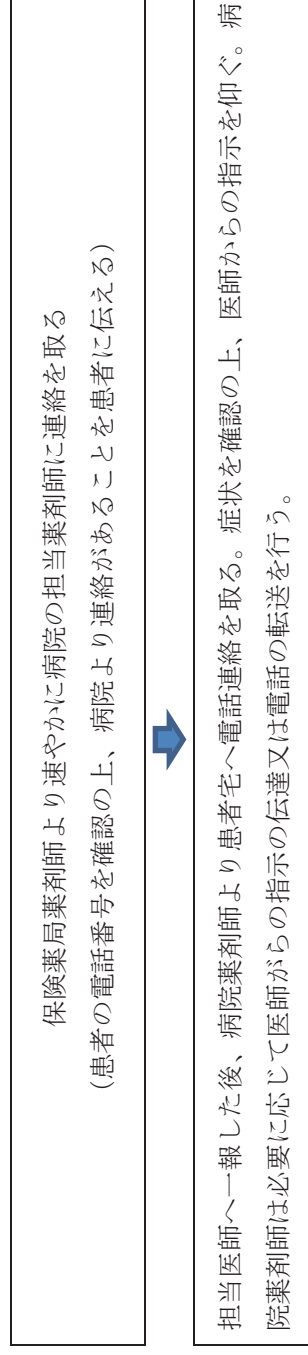 保険薬局薬剤師より速やかに病院の担当薬剤師に連絡を取る
(患者の電話番号を確認の上、病院より連絡があることを患者に伝える)
担当医師へ一報した後、病院薬剤師より患者宅へ電話連絡を取る。症状を確認の上、医師からの指示を仰ぐ。病
院薬剤師は必要に応じて医師がらの指示の伝達又は電話の転送を行う。